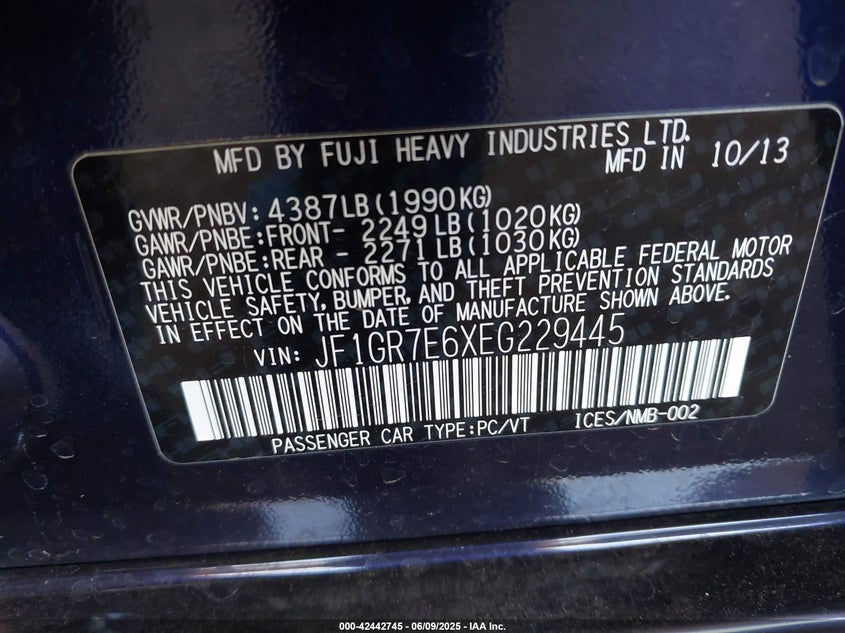 MFD BY FUJI HEAVY INDUSTRIES LTD.
MFD IN 10/13
GVWR/PNBV: 4387LB(1990KG)
GAWR/PNBE:FRONT- 2249LB(1020KG)
GAWR/PNBE:REAR - 2271LB(1030KG)
THIS VEHICLE CONFORMS TO ALL APPLICABLE FEDERAL MOTOR
VEHICLE SAFETY, BUMPER, AND THEFT PREVENTION STANDARDS
IN EFFECT ON THE DATE OF MANUFACTURE SHOWN ABOVE.
VIN: JF1GR7E6XEG229445
PASSENGER CAR TYPE:PC/VT ICES/NMB-002
000-42442745 | 06/09/2025 - IAA Inc.